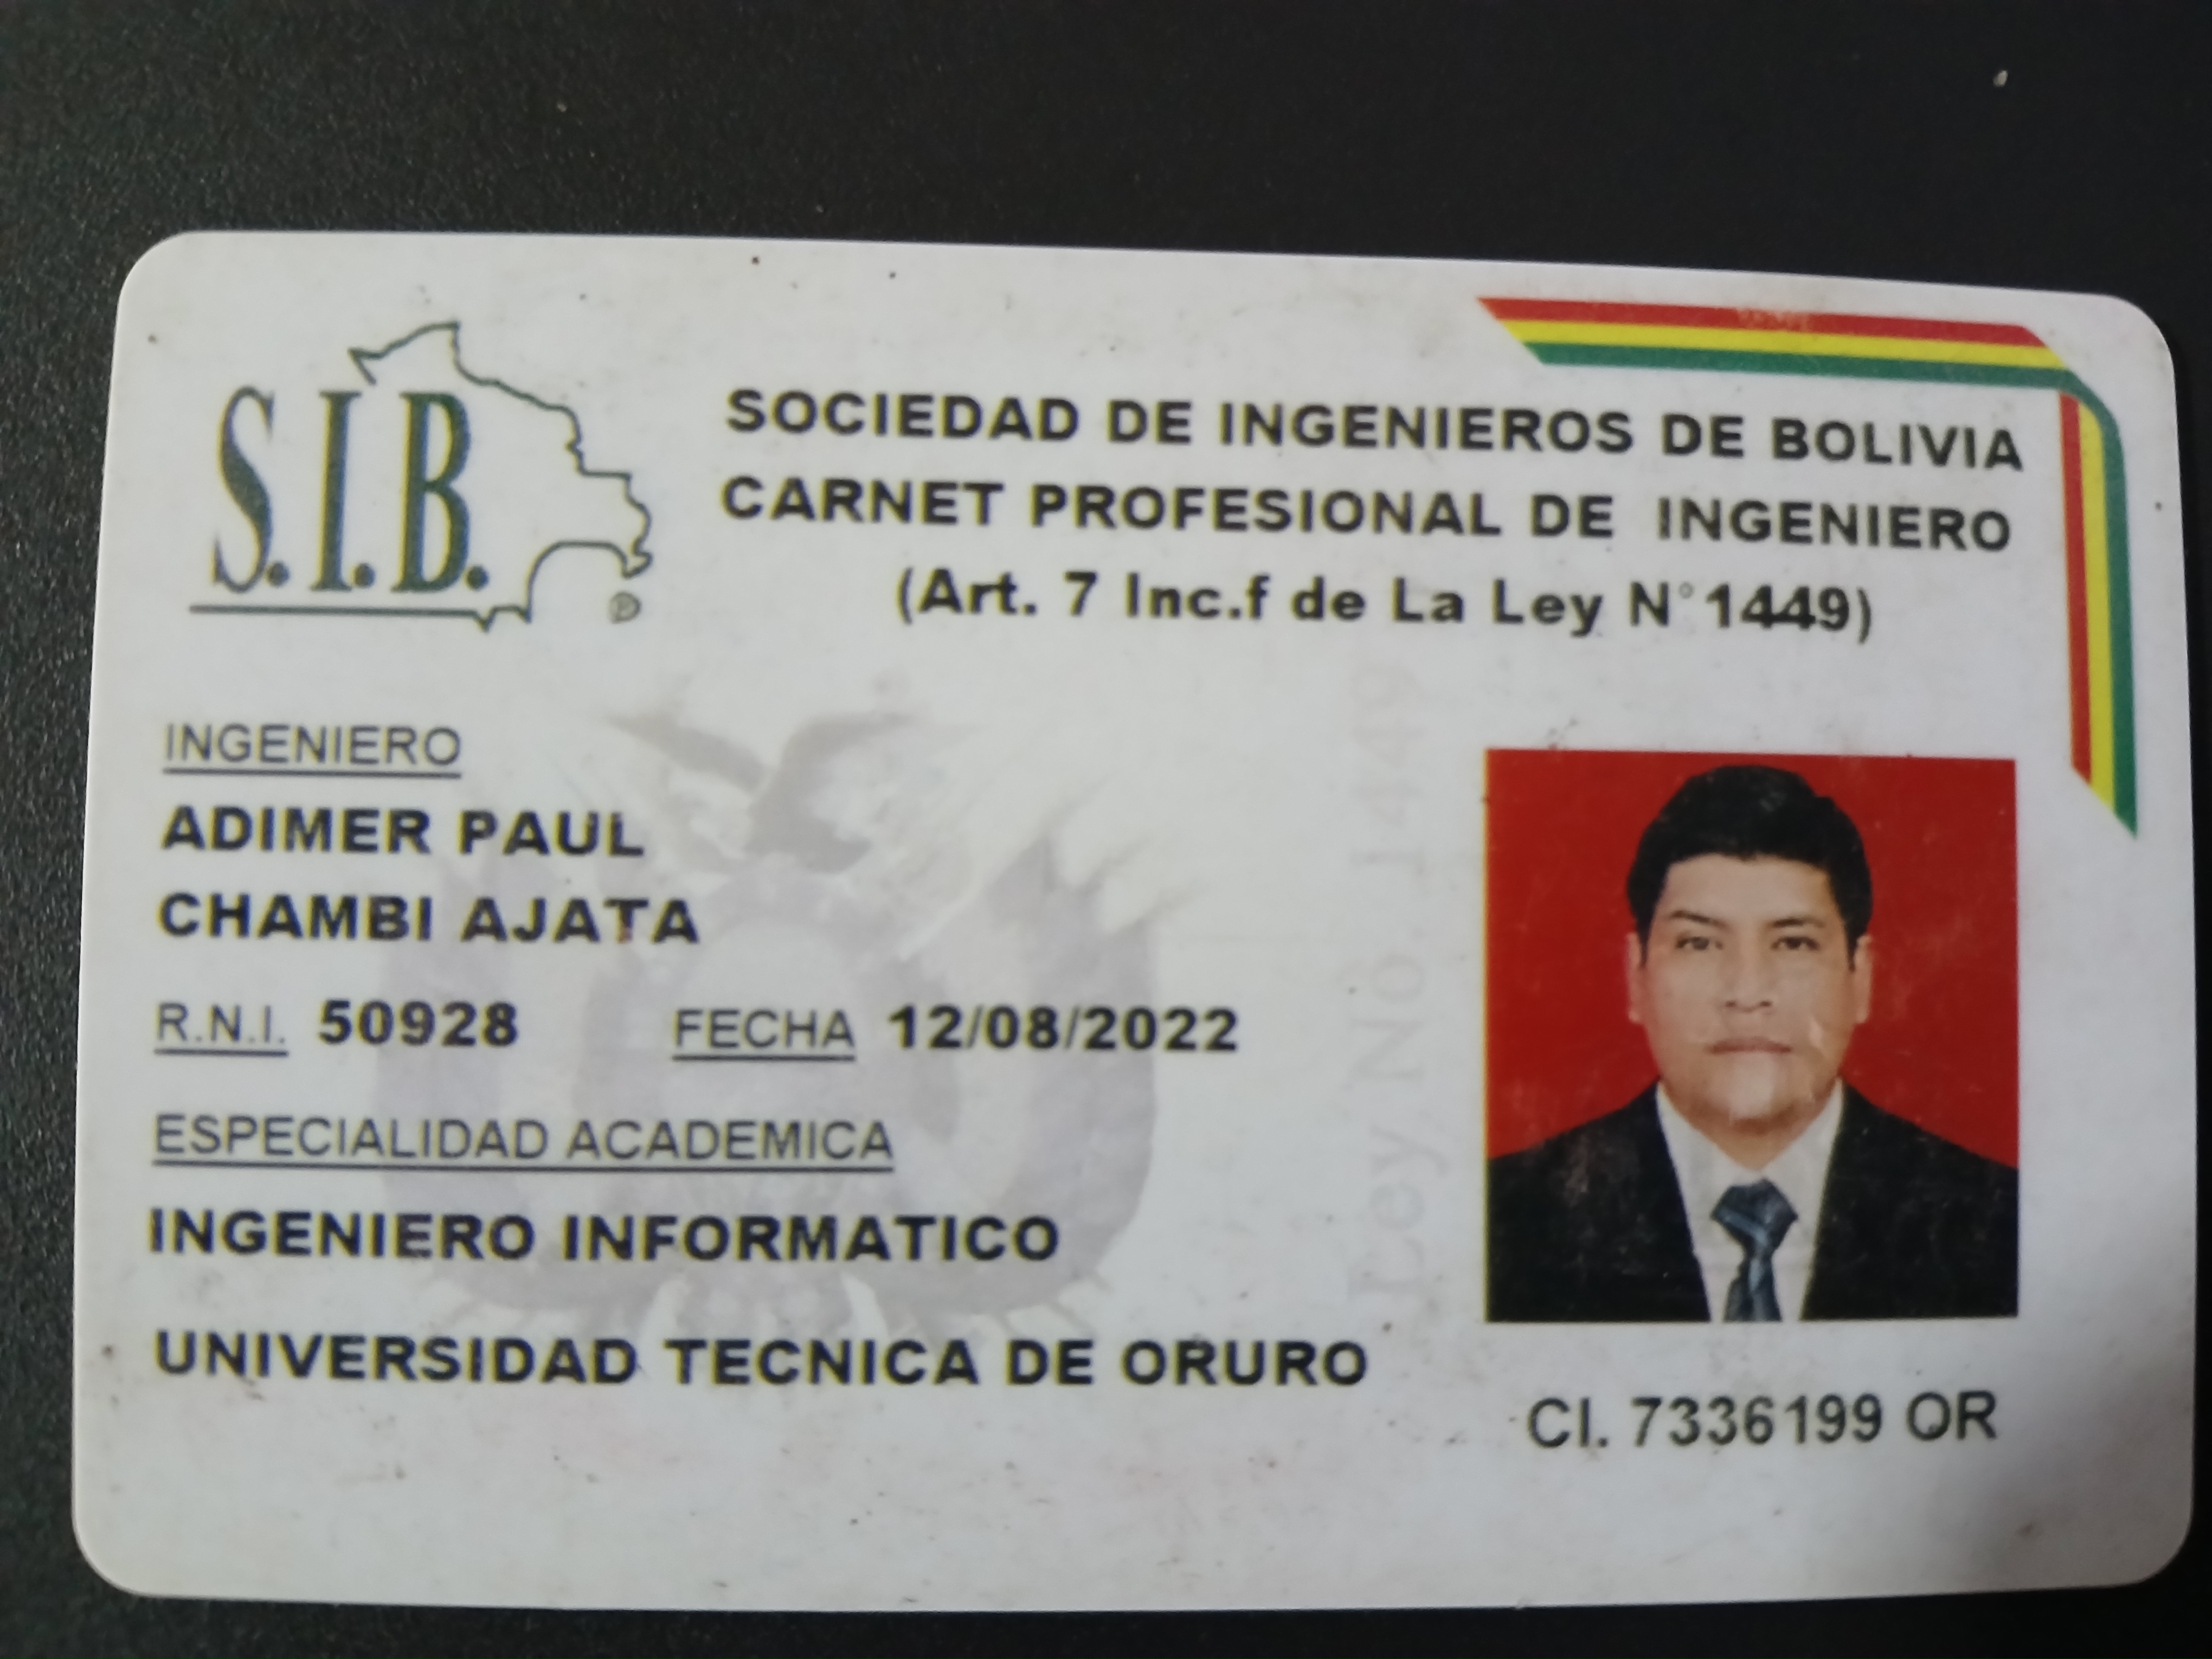 S.I.B.
®
SOCIEDAD DE INGENIEROS DE BOLIVIA
CARNET PROFESIONAL DE INGENIERO
(Art. 7 Inc.f de La Ley N°1449)
INGENIERO
ADIMER PAUL
CHAMBI AJATA
R.N.I. 50928 FECHA 12/08/2022
ESPECIALIDAD ACADEMICA
INGENIERO INFORMATICO
UNIVERSIDAD TECNICA DE ORURO
Ley No. 1449
CI. 7336199 OR